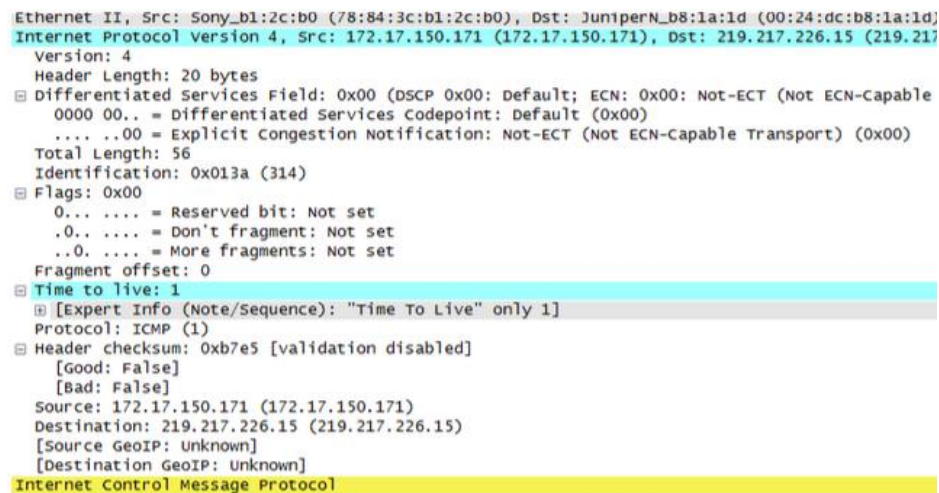 Ethernet II, Src: Sony_b1:2c:b0 (78:84:3c:b1:2c:b0), Dst: JuniperN_b8:1a:1d (00:24:dc:b8:1a:1d)
Internet Protocol Version 4, Src: 172.17.150.171 (172.17.150.171), Dst: 219.217.226.15 (219.217
Version: 4
Header Length: 20 bytes
Differentiated Services Field: 0x00 (DSCP 0x00: Default; ECN: 0x00: Not-ECT (Not ECN-Capable
0000 00.. = Differentiated Services Codepoint: Default (0x00)
.... ..00 = Explicit Congestion Notification: Not-ECT (Not ECN-Capable Transport) (0x00)
Total Length: 56
Identification: 0x013a (314)
Flags: 0x00
0... .... = Reserved bit: Not set
.0.. .... = Don't fragment: Not set
..0. .... = More fragments: Not set
Fragment offset: 0
Time to live: 1
[Expert Info (Note/Sequence): "Time To Live" only 1]
Protocol: ICMP (1)
Header checksum: 0xb7e5 [validation disabled]
[Good: False]
[Bad: False]
Source: 172.17.150.171 (172.17.150.171)
Destination: 219.217.226.15 (219.217.226.15)
[Source GeoIP: Unknown]
[Destination GeoIP: Unknown]
Internet Control Message Protocol